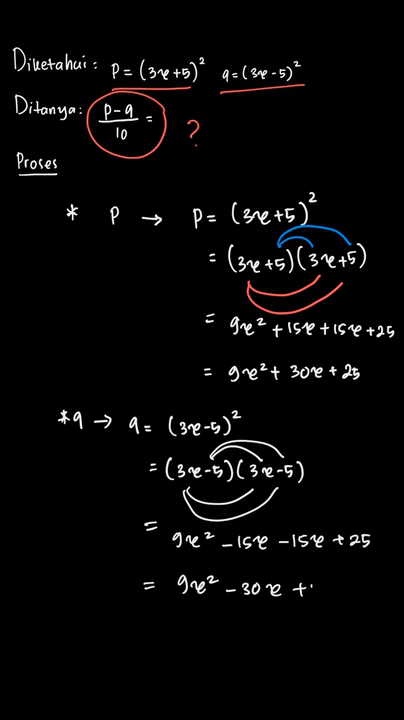 Diketahui: P = (3x+5)² q = (3x-5)²
Ditanya: P-q/10 = ?
Proses
* P → P = (3x+5)²
= (3x+5)(3x+5)
= 9x² + 15x + 15x + 25
= 9x² + 30x + 25
*q → q = (3x-5)²
= (3x-5)(3x-5)
= 9x² - 15x - 15x + 25
= 9x² - 30x +